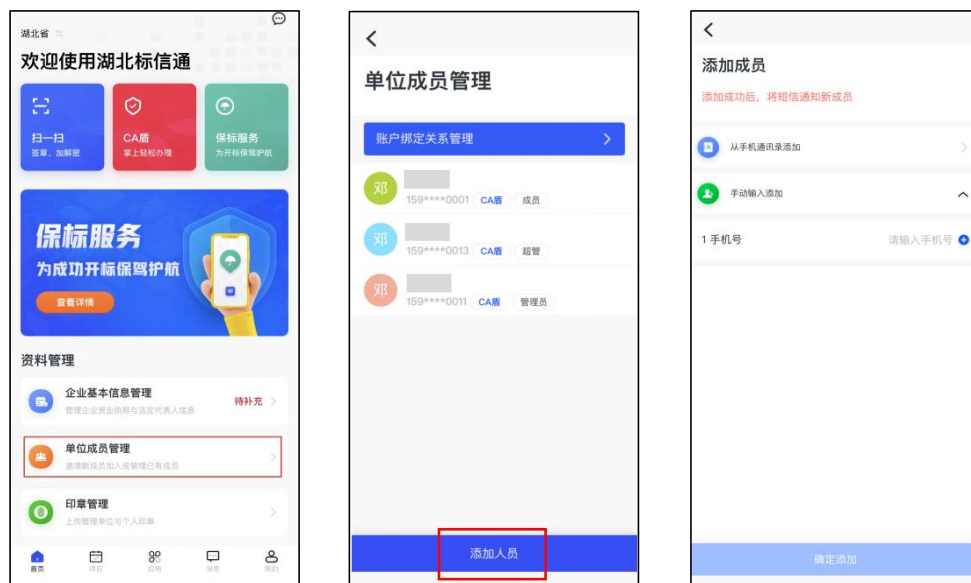 湖北省
欢迎使用湖北标信通
扫一扫
签章、加解密
CA盾
掌上轻松办理
保标服务
为开标保驾护航
保标服务
为成功开标保驾护航
查看详情
资料管理
企业基本信息管理
管理企业营业执照与法定代表人信息
待补充
单位成员管理
邀请新成员加入或管理已有成员
印章管理
上传管理单位与个人印章
首页
项目
应用
消息
我的
单位成员管理
账户绑定关系管理
邓
159****0001 CA盾 成员
邓
159****0013 CA盾 超管
邓
159****0011 CA盾 管理员
添加人员
添加成员
添加成功后，将短信通知新成员
从手机通讯录添加
手动输入添加
1 手机号 请输入手机号
确定添加